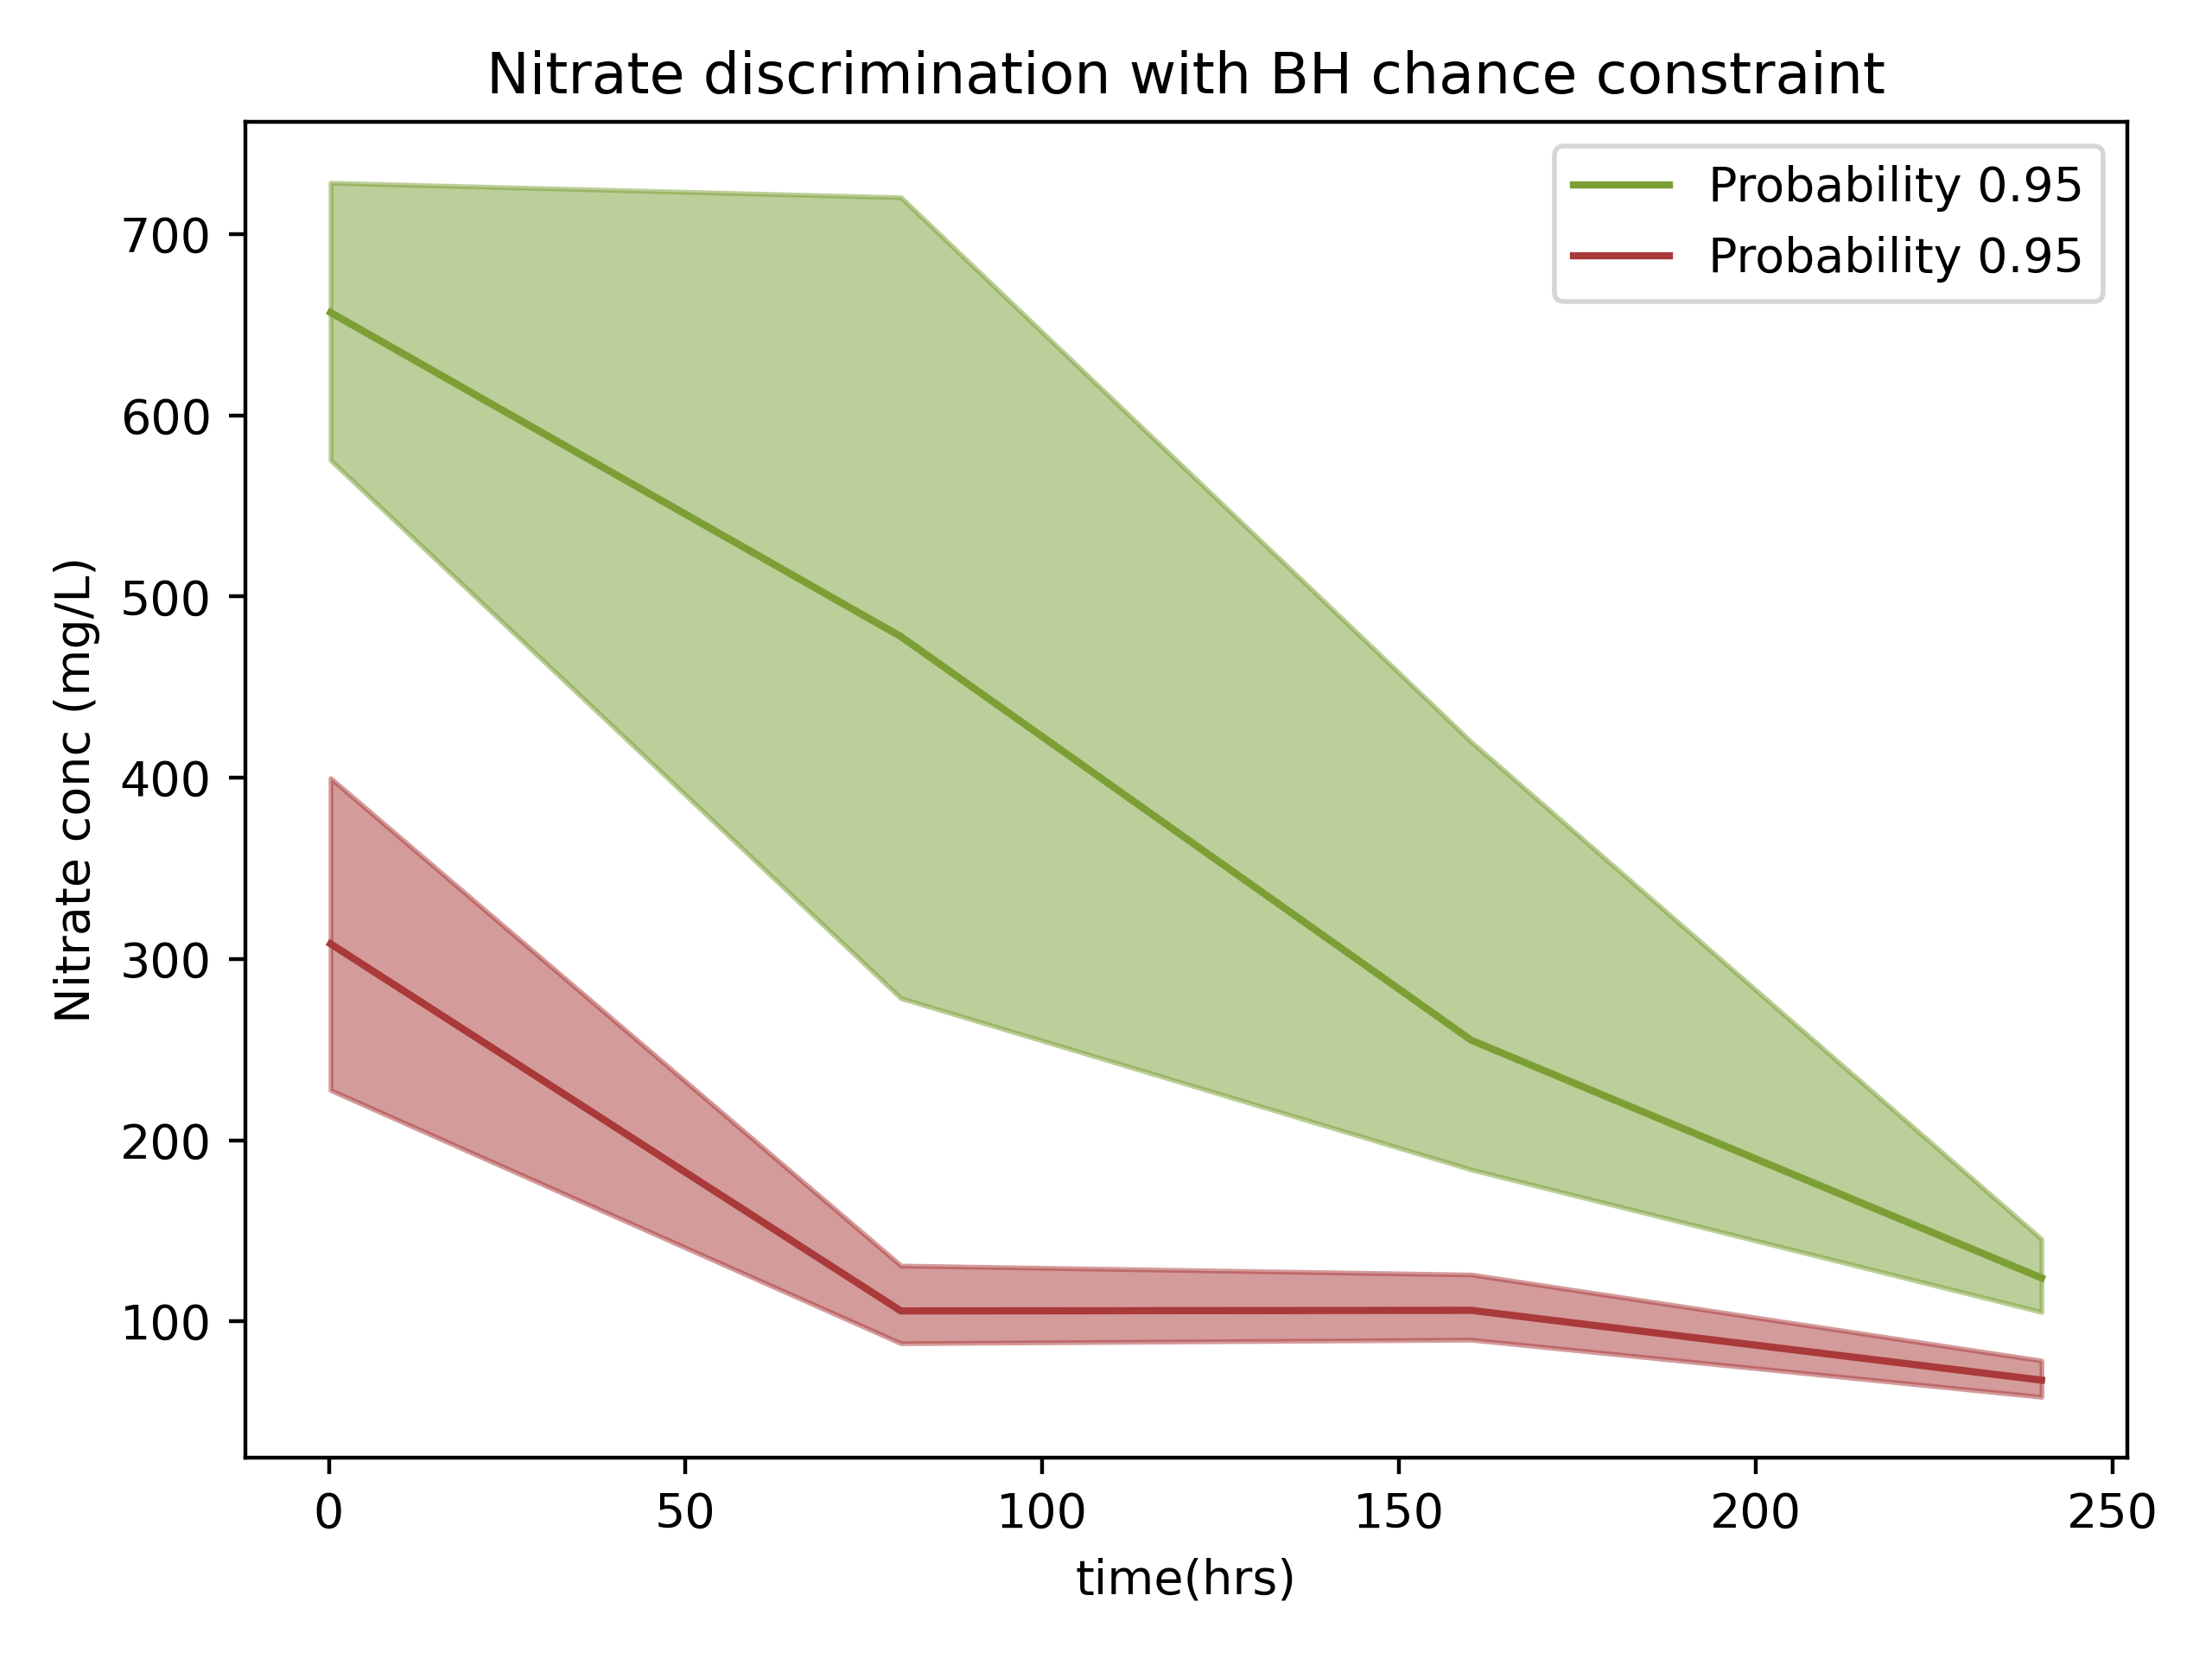 Nitrate discrimination with BH chance constraint
Probability 0.95
Probability 0.95
Nitrate conc (mg/L)
700
600
500
400
300
200
100
0 50 100 150 200 250
time(hrs)